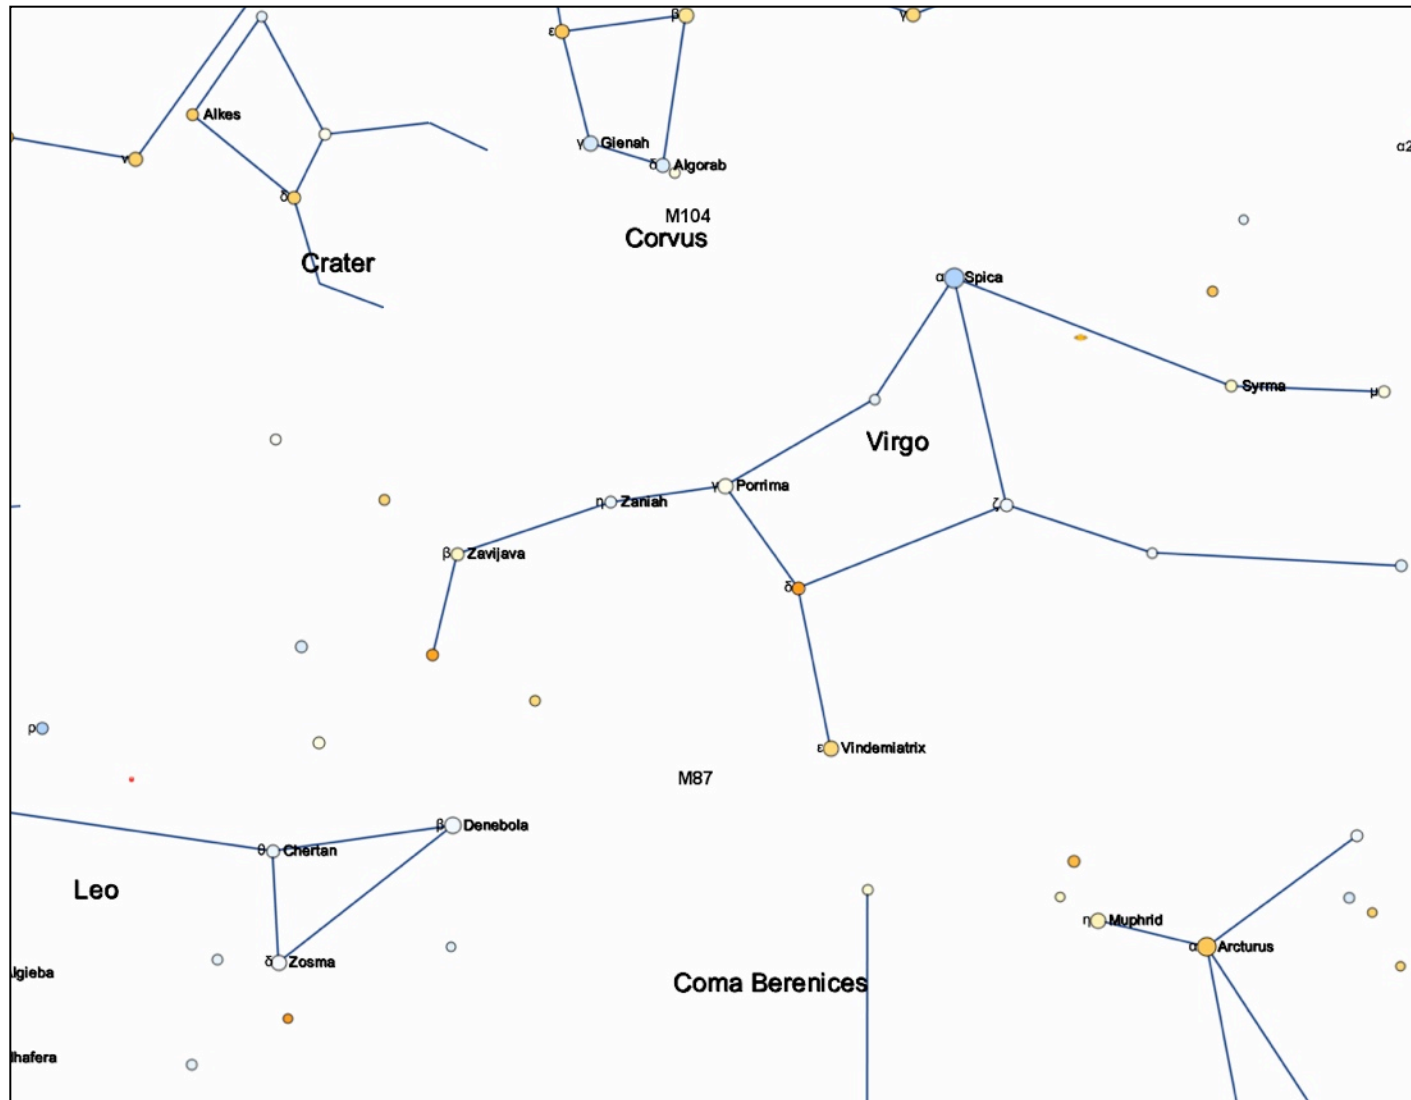 β
γ
ε
Alkes
γ Gienah
α2
ν
δ Algorab
δ
M104
Corvus
Crater
α Spica
Syrma
μ
Virgo
γ Porrima
η Zaniah
ζ
β Zavijava
δ
ρ
ε Vindemiatrix
M87
β Denebola
θ Chertan
Leo
η Muphrid
α Arcturus
δ Zosma
lgieba
Coma Berenices
lhafera